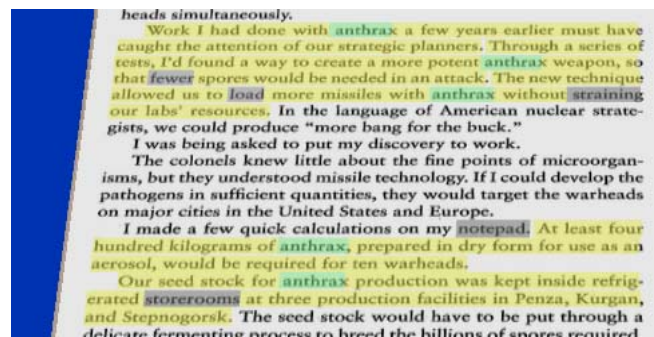 heads simultaneously.
Work I had done with anthrax a few years earlier must have
caught the attention of our strategic planners. Through a series of
tests, I'd found a way to create a more potent anthrax weapon, so
that fewer spores would be needed in an attack. The new technique
allowed us to load more missiles with anthrax without straining
our labs' resources. In the language of American nuclear strate-
gists, we could produce "more bang for the buck."
I was being asked to put my discovery to work.
The colonels knew little about the fine points of microorgan-
isms, but they understood missile technology. If I could develop the
pathogens in sufficient quantities, they would target the warheads
on major cities in the United States and Europe.
I made a few quick calculations on my notepad. At least four
hundred kilograms of anthrax, prepared in dry form for use as an
aerosol, would be required for ten warheads.
Our seed stock for anthrax production was kept inside refrig-
erated storerooms at three production facilities in Penza, Kurgan,
and Stepnogorsk. The seed stock would have to be put through a
delicate fermenting process to breed the billions of spores required